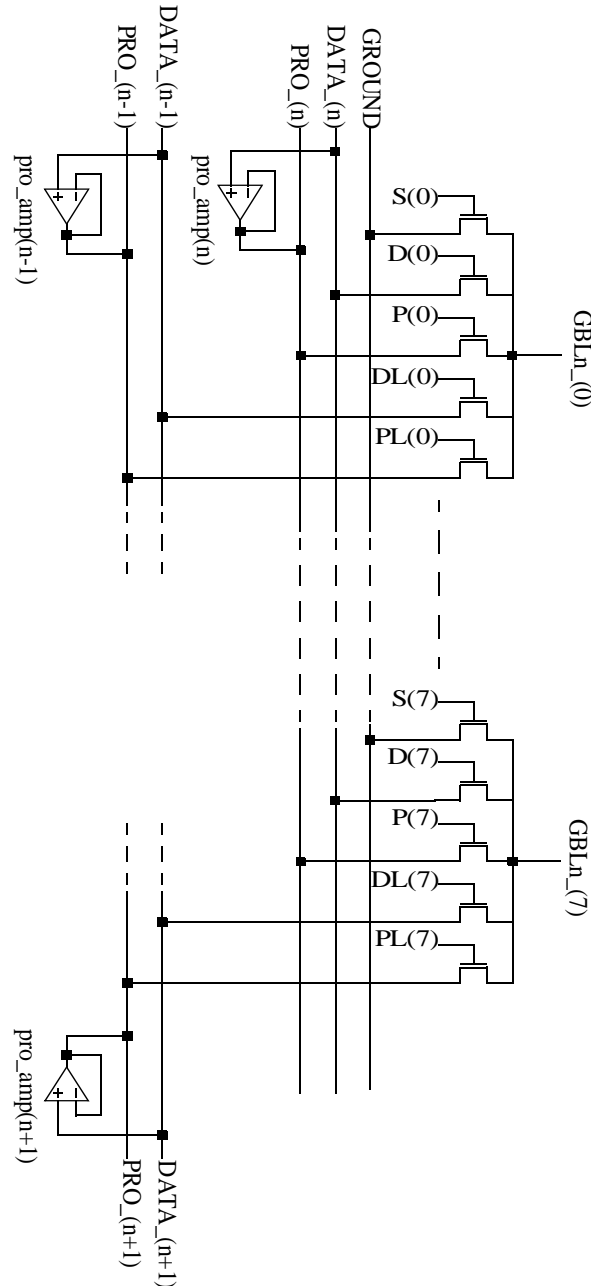 PRO_(n-1)
DATA_(n-1)
PRO_(n)
DATA_(n)
GROUND
pro_amp(n-1)
pro_amp(n)
+
−
+
−
S(0)
D(0)
P(0)
DL(0)
PL(0)
GBLn_(0)
S(7)
D(7)
P(7)
DL(7)
PL(7)
GBLn_(7)
pro_amp(n+1)
+
−
PRO_(n+1)
DATA_(n+1)